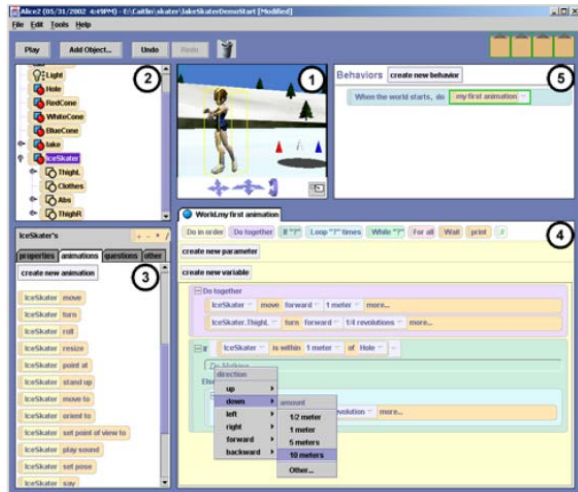 Alice2 (05/31/2002 4:49PM) - E:\Caitlin\skater\lakeSkaterDemoStart [Modified]
File Edit Tools Help
Play Add Object... Undo Redo
Light
Hole
RedCone
WhiteCone
BlueCone
lake
IceSkater
ThighL
Clothes
Abs
ThighR
2
1
Behaviors create new behavior
5
When the world starts, do my first animation
IceSkater's
properties animations questions other
create new animation
3
IceSkater move
IceSkater turn
IceSkater roll
IceSkater resize
IceSkater point at
IceSkater stand up
IceSkater move to
IceSkater orient to
IceSkater set point of view to
IceSkater play sound
IceSkater set pose
IceSkater say
World.my first animation
4
Do in order Do together If "?" Loop "?" times While "?" For all Wait print //
create new parameter
create new variable
Do together
IceSkater move forward 1 meter more...
IceSkater.ThighL turn forward 1/4 revolutions more...
If IceSkater is within 1 meter of Hole
Do Nothing
Else
direction
up
down
left
right
forward
backward
amount
1/2 meter
1 meter
5 meters
10 meters
Other...
revolution more...